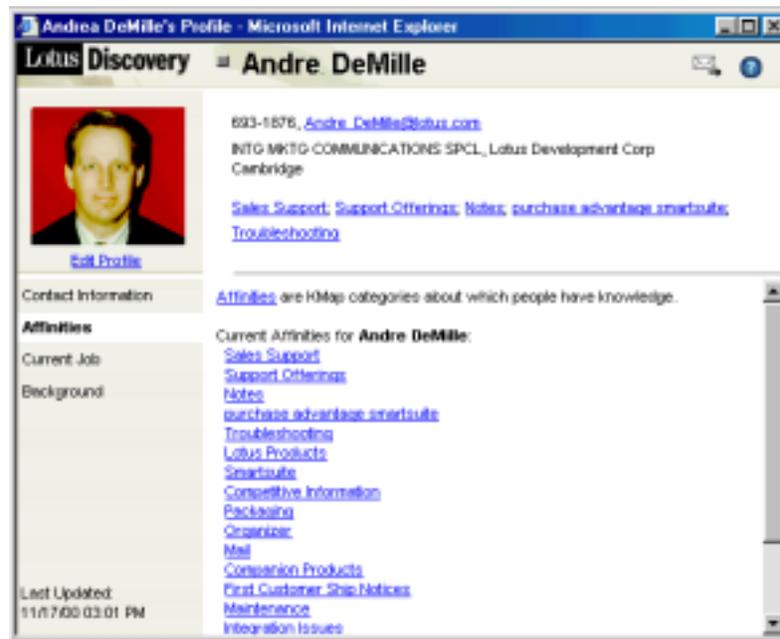 Andrea DeMille's Profile - Microsoft Internet Explorer
Lotus Discovery
Andre DeMille
693-1876, Andre_DeMille@lotus.com
INTG MKTG COMMUNICATIONS SPCL, Lotus Development Corp
Cambridge
Sales Support; Support Offerings; Notes; purchase advantage smartsuite;
Troubleshooting
Edit Profile
Contact Information
Affinities
Current Job
Background
Last Updated:
11/17/00 03:01 PM
Affinities are KMap categories about which people have knowledge.
Current Affinities for Andre DeMille:
Sales Support
Support Offerings
Notes
purchase advantage smartsuite
Troubleshooting
Lotus Products
Smartsuite
Competitive Information
Packaging
Organizer
Mail
Companion Products
First Customer Ship Notices
Maintenance
Integration Issues